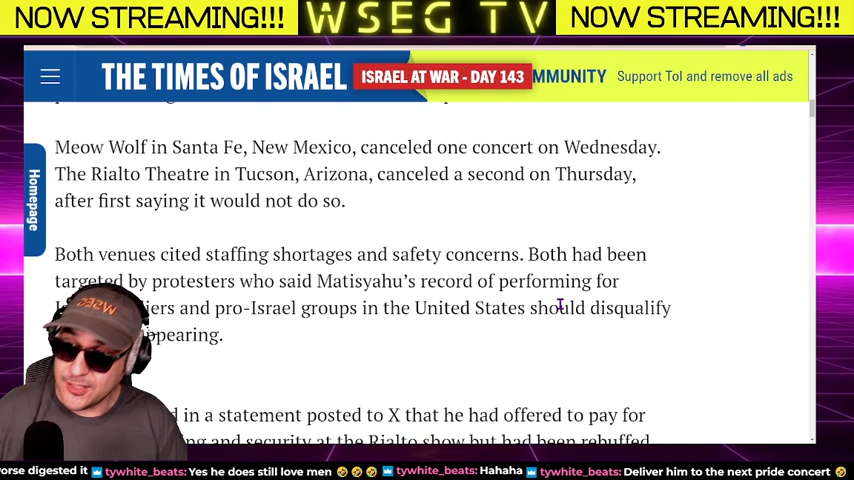 NOW STREAMING!!! WSEG TV NOW STREAMING!!!
THE TIMES OF ISRAEL ISRAEL AT WAR - DAY 143 MMUNITY Support ToI and remove all ads
Homepage
Meow Wolf in Santa Fe, New Mexico, canceled one concert on Wednesday.
The Rialto Theatre in Tucson, Arizona, canceled a second on Thursday,
after first saying it would not do so.
Both venues cited staffing shortages and safety concerns. Both had been
targeted by protesters who said Matisyahu's record of performing for
iers and pro-Israel groups in the United States should disqualify
ppearing.
WSEG
d in a statement posted to X that he had offered to pay for
ng and security at the Rialto show but had been rebuffed
orse digested it tywhite_beats: Yes he does still love men 🤣🤣🤣 tywhite_beats: Hahaha tywhite_beats: Deliver him to the next pride concert 🤣